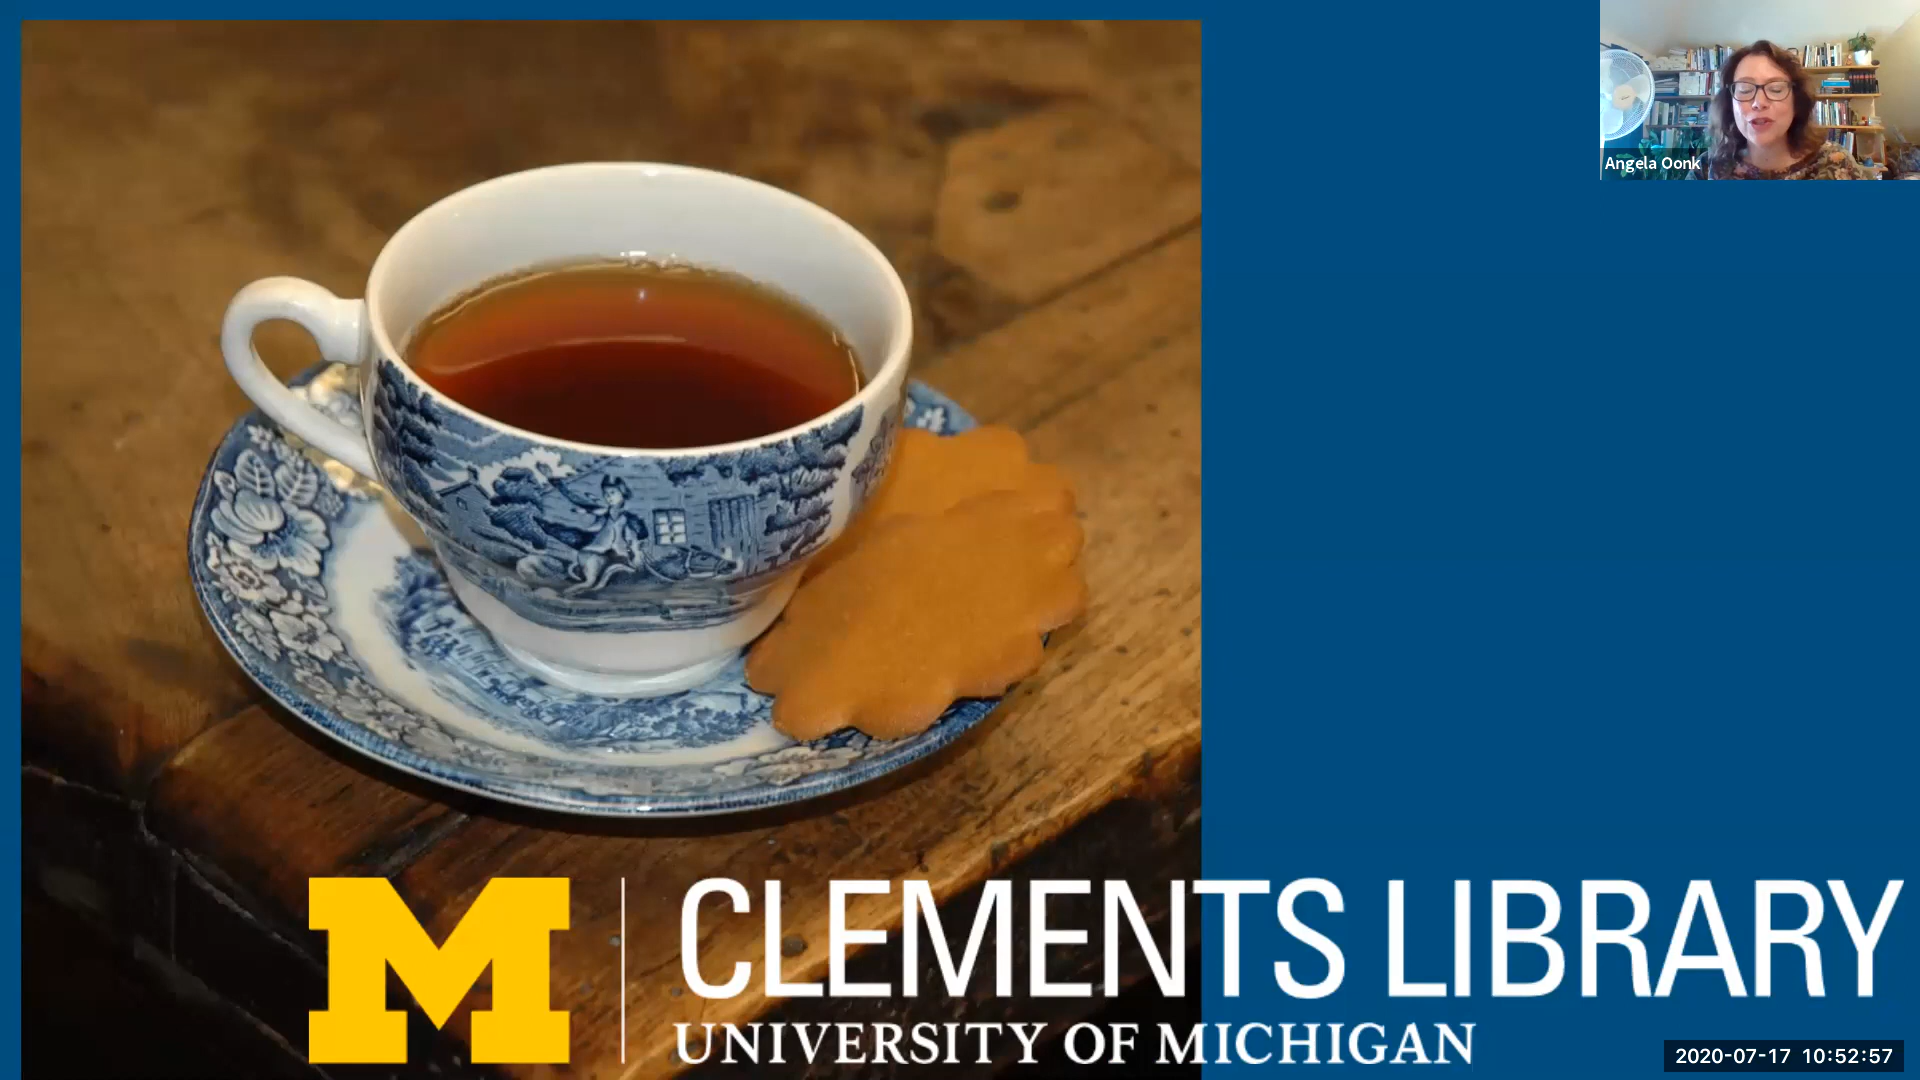 Angela Oonk
M
CLEMENTS LIBRARY
UNIVERSITY OF MICHIGAN
2020-07-17 10:52:57